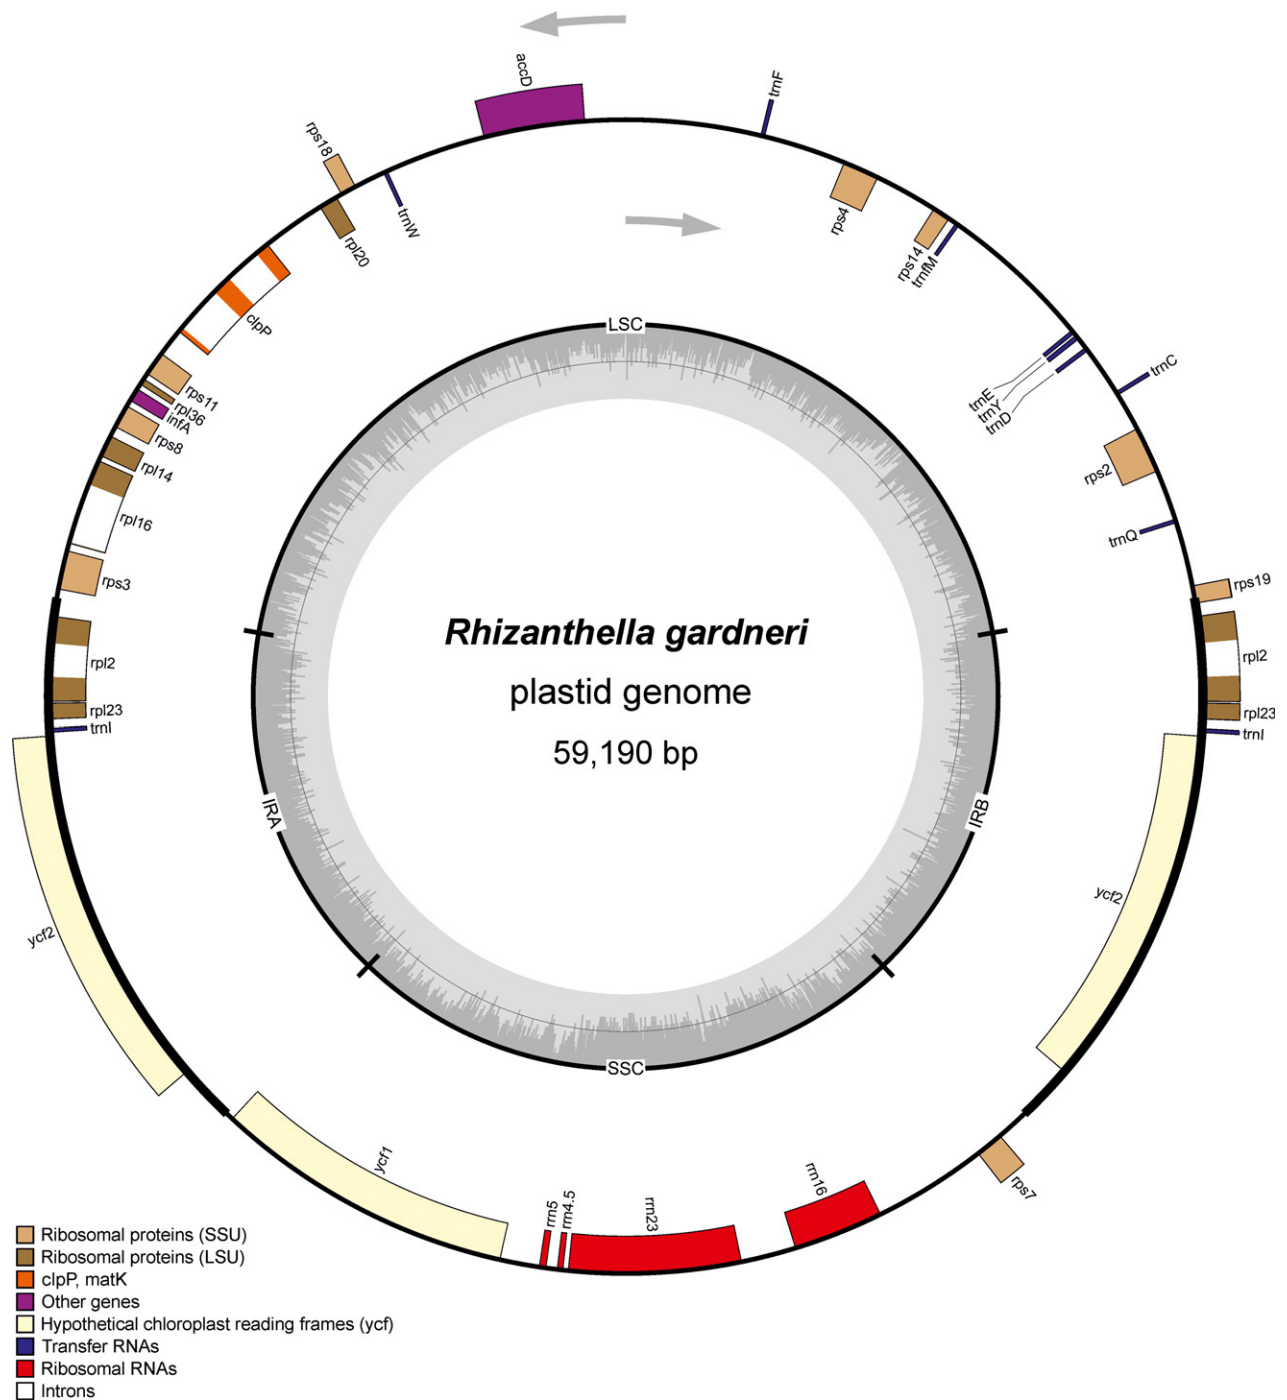 accD
trnF
rps18
trnW
rpl20
rps4
rps14
trnfM
clpP
LSC
trnE
trnY
trnD
trnC
rps11
rpl36
infA
rps8
rpl14
rpl16
rps2
trnQ
rps3
rps19
rpl2
rpl23
trnI
rpl2
rpl23
trnI
Rhizanthella gardneri
plastid genome
59,190 bp
IRA
IRB
ycf2
ycf2
SSC
ycf1
rrn5
rrn4.5
rrn23
rrn16
rps7
Ribosomal proteins (SSU)
Ribosomal proteins (LSU)
clpP, matK
Other genes
Hypothetical chloroplast reading frames (ycf)
Transfer RNAs
Ribosomal RNAs
Introns